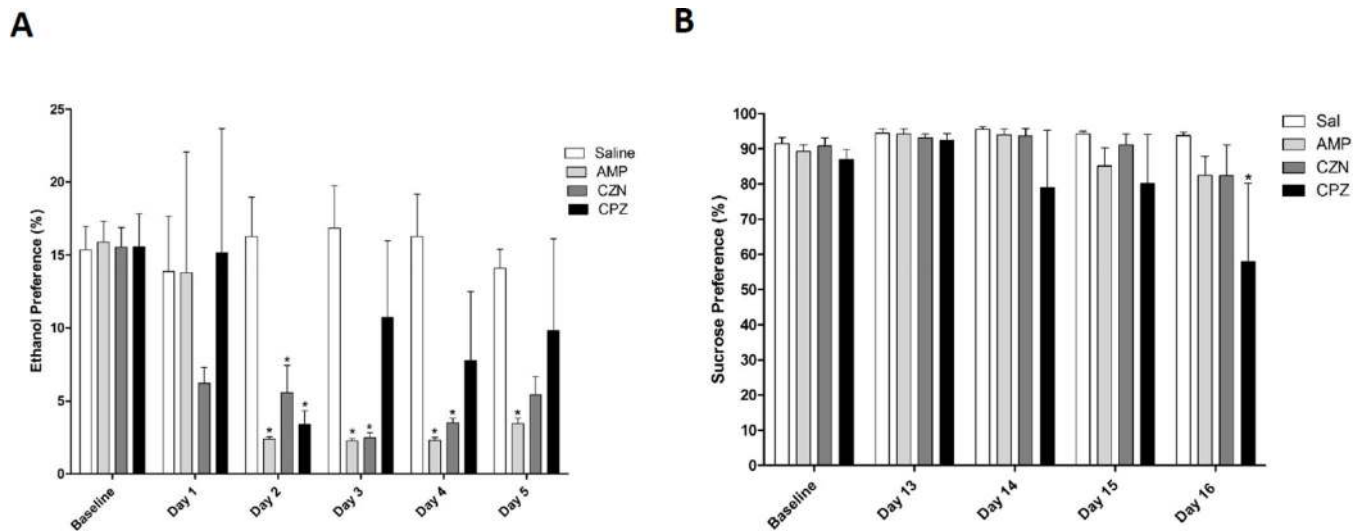 A
Ethanol Preference (%)
25
20
15
10
5
0
*
*
*
*
*
*
*
*
Baseline
Day 1
Day 2
Day 3
Day 4
Day 5
Saline
AMP
CZN
CPZ
B
Sucrose Preference (%)
100
90
80
70
60
50
40
30
20
10
0
*
Baseline
Day 13
Day 14
Day 15
Day 16
Sal
AMP
CZN
CPZ